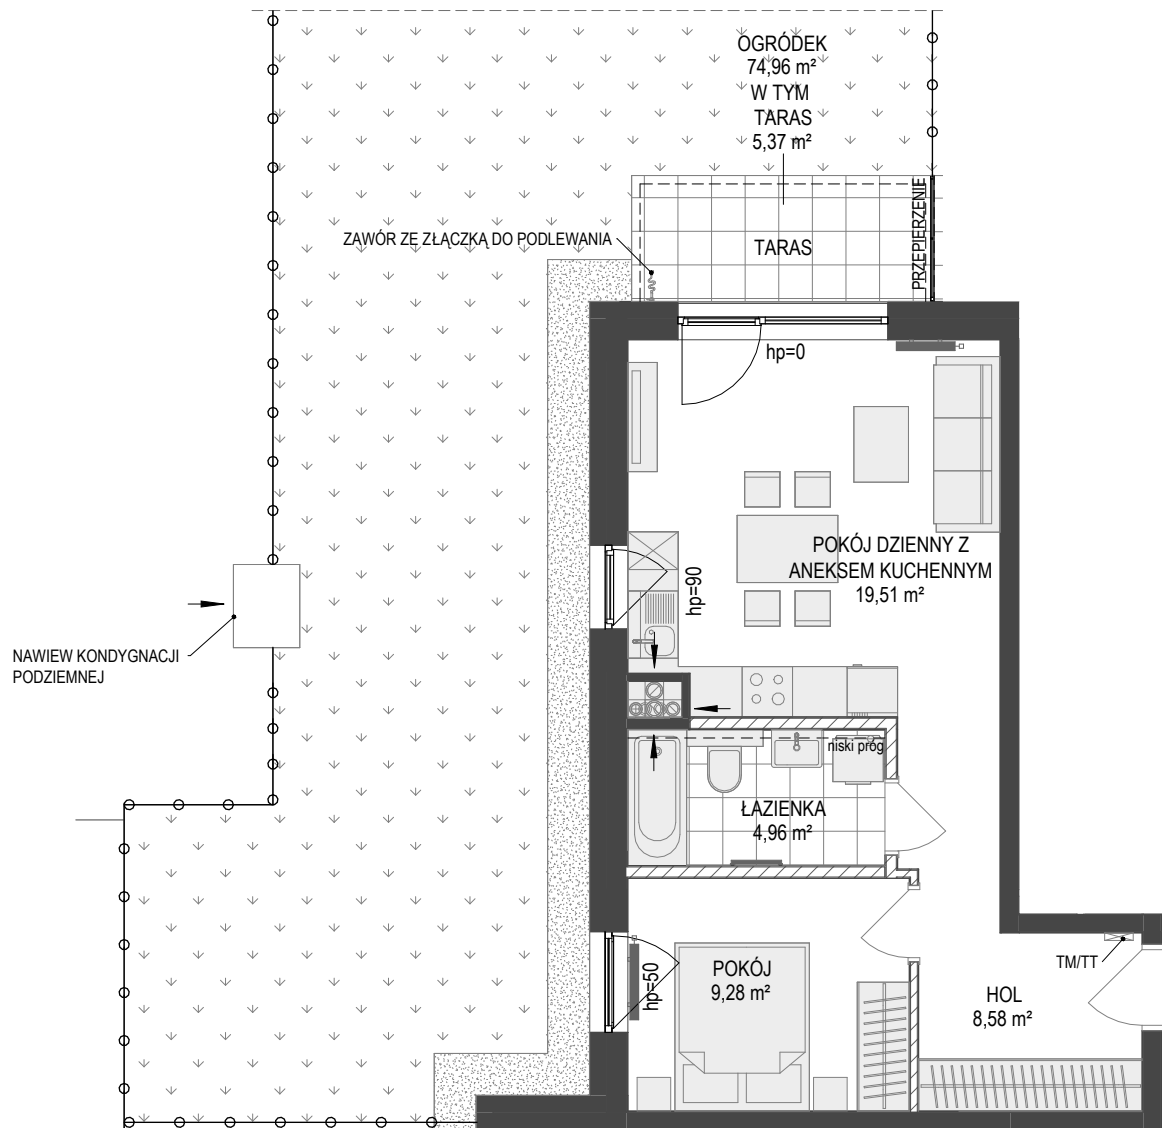 OGRÓDEK
74,96 m²
W TYM
TARAS
5,37 m²
PRZEPIERZENIE
ZAWÓR ZE ZŁĄCZKĄ DO PODLEWANIA
TARAS
hp=0
POKÓJ DZIENNY Z
ANEKSEM KUCHENNYM
19,51 m²
hp=90
NAWIEW KONDYGNACJI
PODZIEMNEJ
niski próg
ŁAZIENKA
4,96 m²
TM/TT
POKÓJ
9,28 m²
hp=50
HOL
8,58 m²